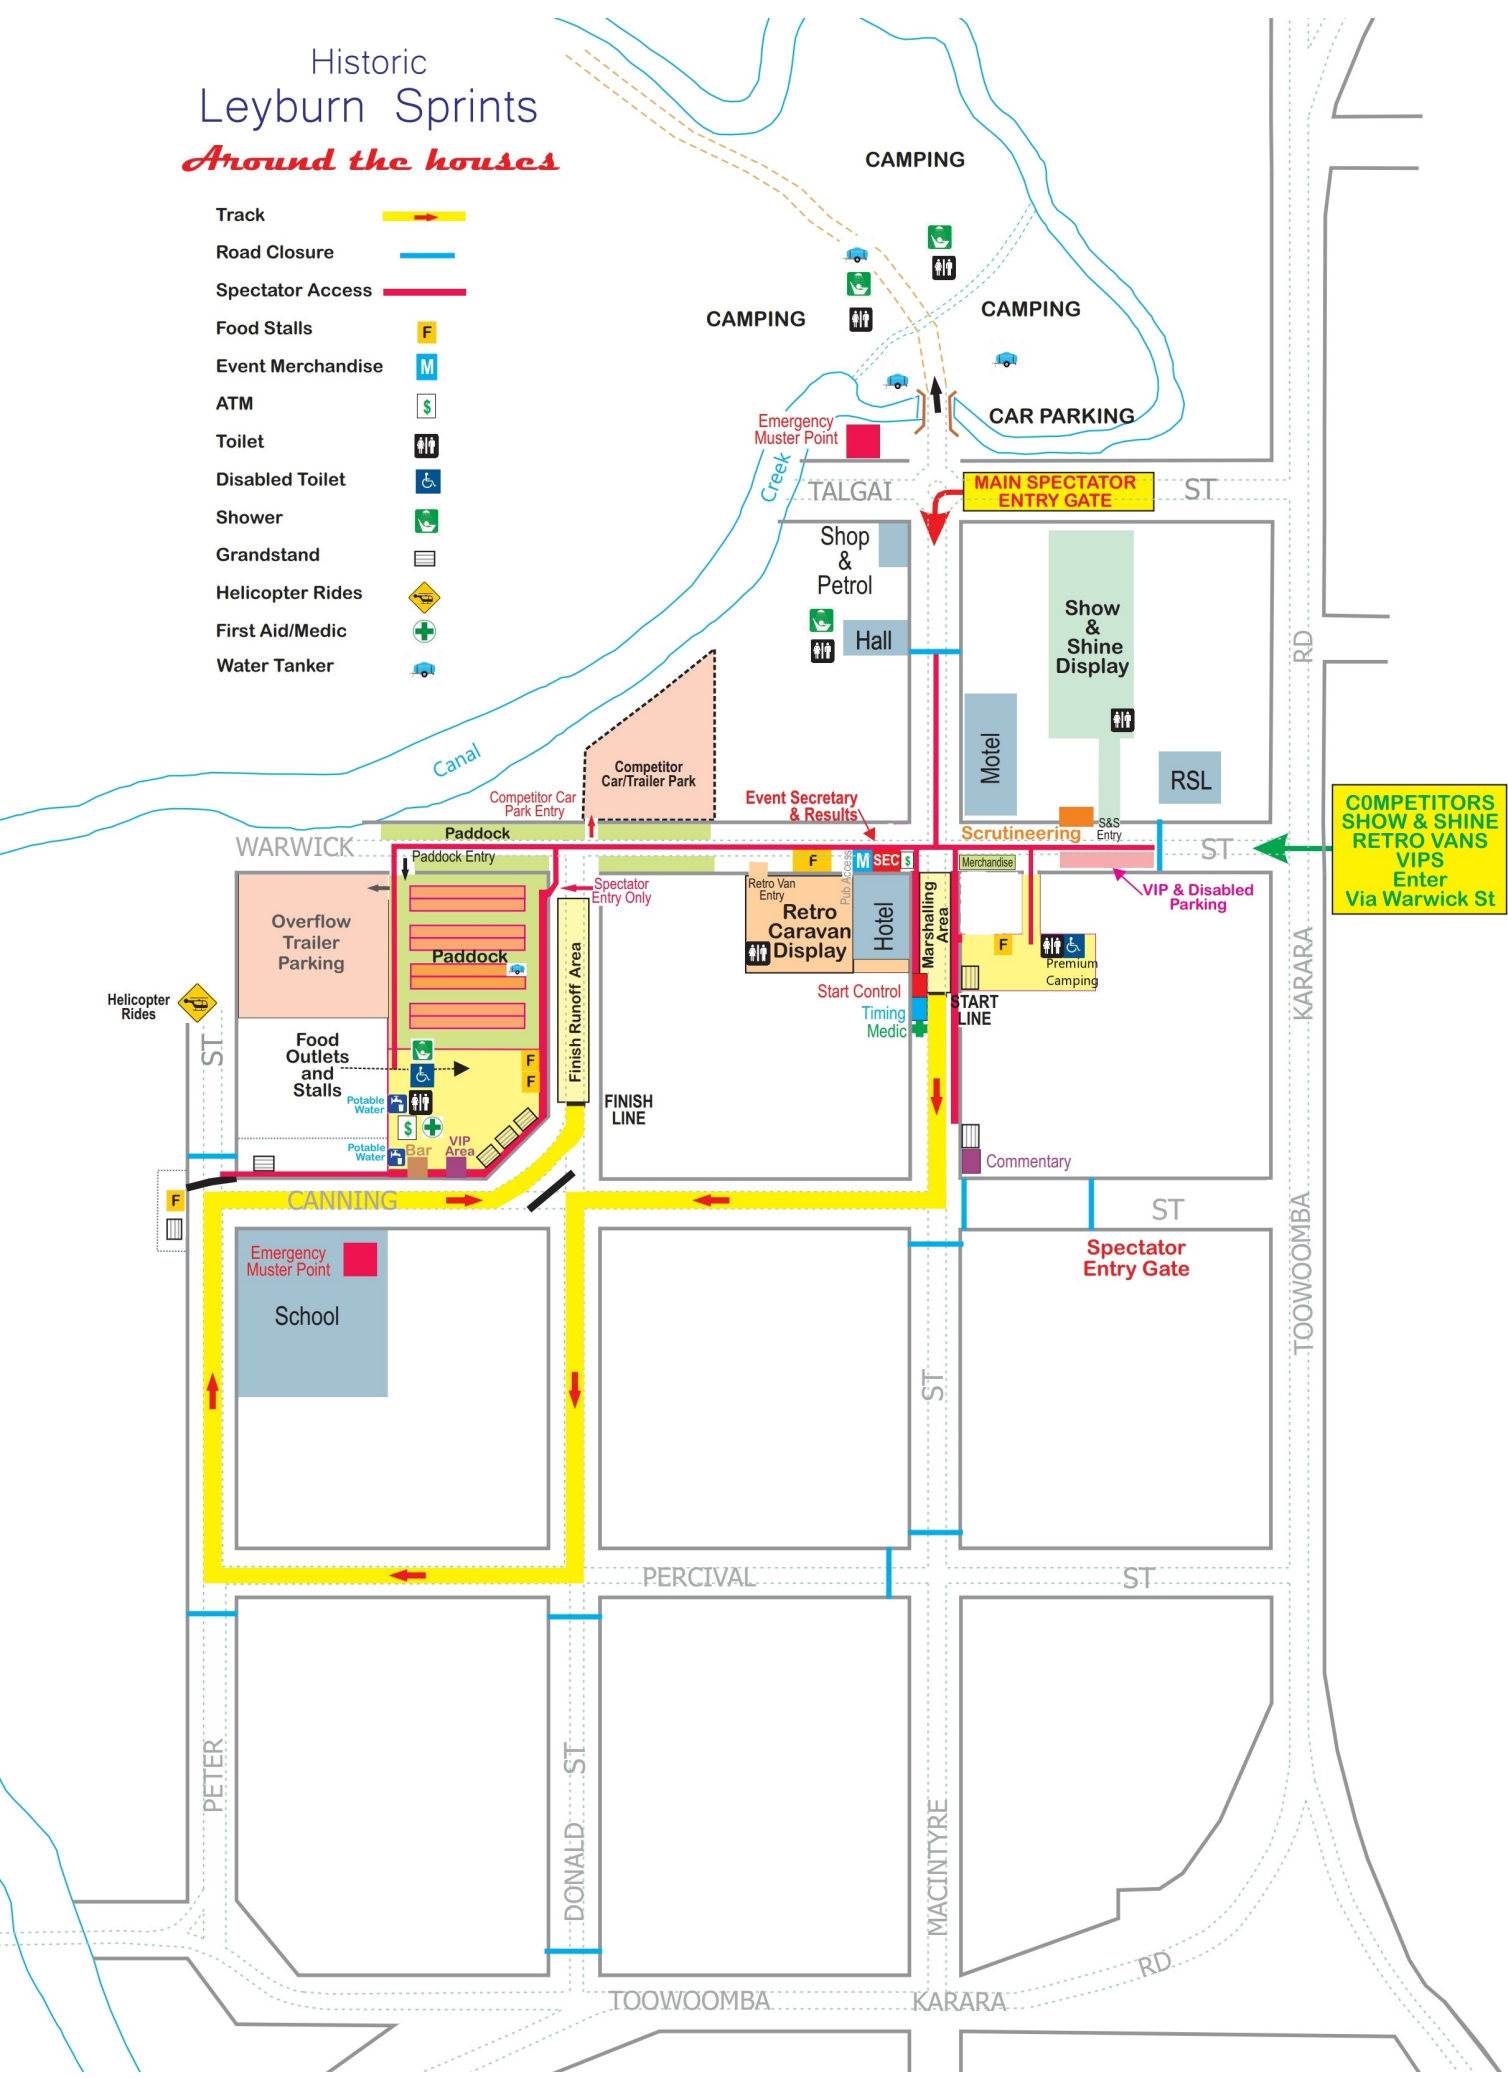 Historic
Leyburn Sprints
Around the houses
Track
Road Closure
Spectator Access
Food Stalls
F
Event Merchandise
M
ATM
$
Toilet
Disabled Toilet
Shower
Grandstand
Helicopter Rides
First Aid/Medic
Water Tanker
CAMPING
CAMPING
CAMPING
CAR PARKING
Emergency
Muster Point
Creek
TALGAI
ST
MAIN SPECTATOR
ENTRY GATE
Shop
&
Petrol
Hall
Show
&
Shine
Display
RD
Motel
RSL
Canal
Competitor
Car/Trailer Park
Competitor Car
Park Entry
Event Secretary
& Results
C0MPETITORS
SHOW & SHINE
RETRO VANS
VIPS
Enter
Via Warwick St
Paddock
Scrutineering
S&S
Entry
WARWICK
ST
Paddock Entry
F
Pub Access
M
SEC
$
Merchandise
Spectator
Entry Only
Retro Van
Entry
VIP & Disabled
Parking
Overflow
Trailer
Parking
Paddock
Retro
Caravan
Display
Hotel
Marshalling
Area
F
Premium
Camping
KARARA
Helicopter
Rides
Finish Runoff Area
Start Control
START
LINE
Timing
Medic
ST
Food
Outlets
and
Stalls
F
F
Potable
Water
$
FINISH
LINE
Potable
Water
Bar
VIP
Area
Commentary
F
CANNING
ST
TOOWOOMBA
Emergency
Muster Point
School
Spectator
Entry Gate
ST
PERCIVAL
ST
PETER
ST
DONALD
MACINTYRE
RD
TOOWOOMBA
KARARA